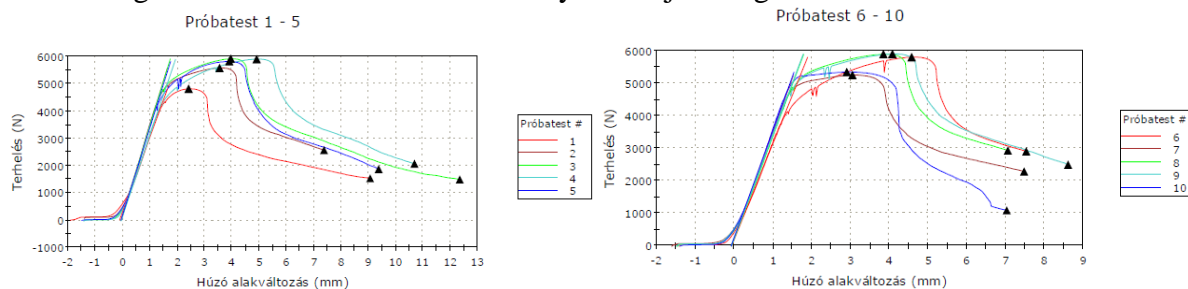 Próbatest 1 - 5
6000
5000
4000
3000
2000
1000
0
-1000
Terhelés (N)
-2 -1 0 1 2 3 4 5 6 7 8 9 10 11 12 13
Húzó alakváltozás (mm)
Próbatest #
1
2
3
4
5
Próbatest 6 - 10
6000
5000
4000
3000
2000
1000
0
Terhelés (N)
-2 -1 0 1 2 3 4 5 6 7 8 9
Húzó alakváltozás (mm)
Próbatest #
6
7
8
9
10